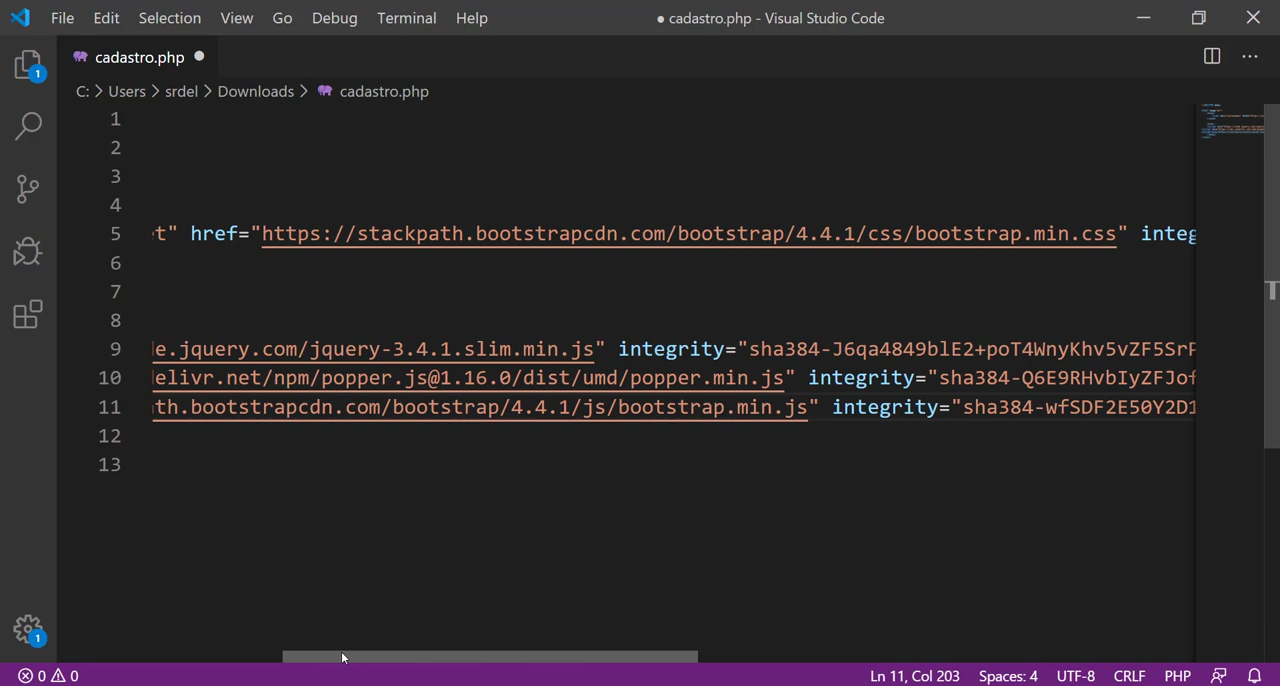 File Edit Selection View Go Debug Terminal Help ● cadastro.php - Visual Studio Code
cadastro.php
C: > Users > srdel > Downloads > cadastro.php
1
2
3
4
5 t" href="https://stackpath.bootstrapcdn.com/bootstrap/4.4.1/css/bootstrap.min.css" integ
6
7
8
9 e.jquery.com/jquery-3.4.1.slim.min.js" integrity="sha384-J6qa4849blE2+poT4WnyKhv5vZF5SrP
10 elivr.net/npm/popper.js@1.16.0/dist/umd/popper.min.js" integrity="sha384-Q6E9RHvbIyZFJof
11 th.bootstrapcdn.com/bootstrap/4.4.1/js/bootstrap.min.js" integrity="sha384-wfSDF2E50Y2D1
12
13
1
1
0 0 Ln 11, Col 203 Spaces: 4 UTF-8 CRLF PHP